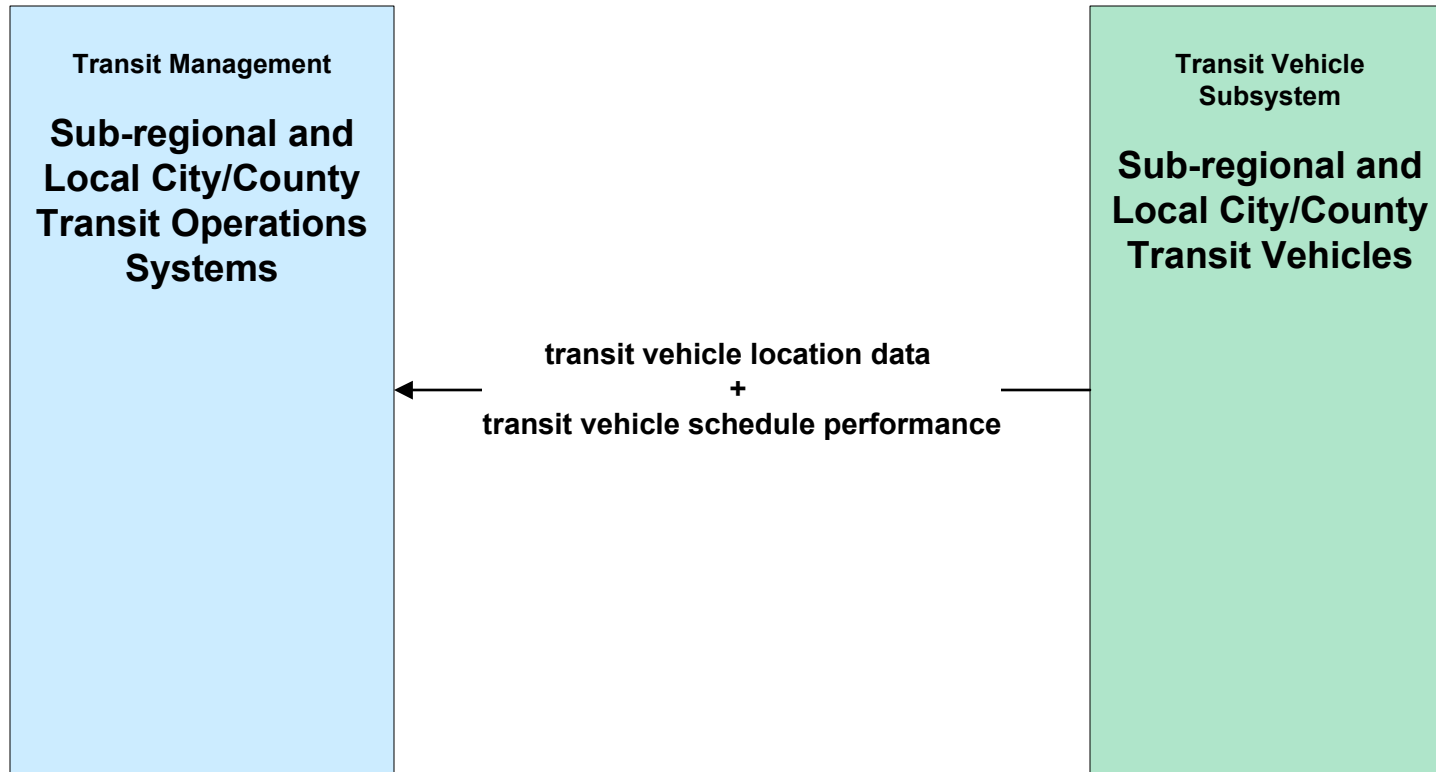 Transit Management
Sub-regional and
Local City/County
Transit Operations
Systems
transit vehicle location data
+
transit vehicle schedule performance
Transit Vehicle
Subsystem
Sub-regional and
Local City/County
Transit Vehicles